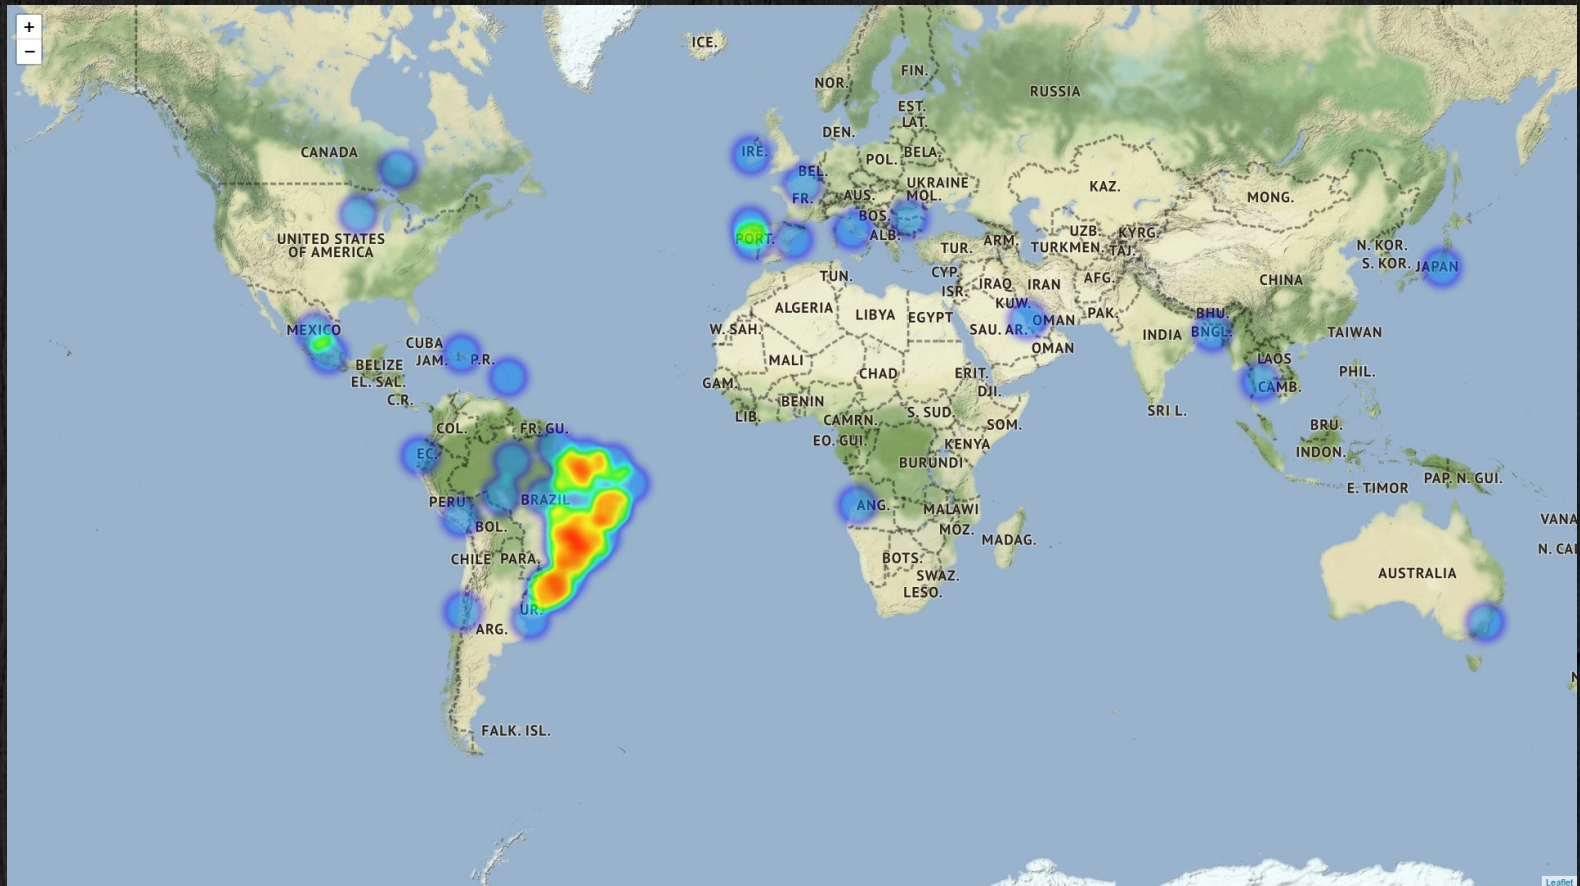 +
−
ICE.
NOR.
FIN.
RUSSIA
EST.
LAT.
DEN.
IRE.
CANADA
POL.
BELA.
BEL.
UKRAINE
KAZ.
FR.
AUS.
MOL.
MONG.
BOS.
UZB.
KYRG.
PORT.
ALB.
UNITED STATES
OF AMERICA
TUR.
ARM.
TURKMEN.
TAJ.
N. KOR.
S. KOR.
JAPAN
TUN.
CYP.
ISR.
IRAQ
IRAN
AFG.
CHINA
ALGERIA
LIBYA
EGYPT
KUW.
PAK.
BHU.
MEXICO
W. SAH.
SAU. AR.
OMAN
INDIA
BNGL.
TAIWAN
CUBA
JAM.
P.R.
BELIZE
MALI
OMAN
LAOS
EL. SAL.
GAM.
CHAD
ERIT.
DJI.
CAMB.
PHIL.
C.R.
BENIN
LIB.
S. SUD.
SRI L.
COL.
FR. GU.
CAMRN.
SOM.
BRU.
EO. GUI.
KENYA
EC.
BURUNDI
INDON.
PAP. N. GUI.
E. TIMOR
PERU
BRAZIL
ANG.
MALAWI
BOL.
MOZ.
MADAG.
VANA
N. CAL
CHILE
PARA.
BOTS.
SWAZ.
LESO.
AUSTRALIA
UR.
ARG.
N
FALK. ISL.
Leaflet